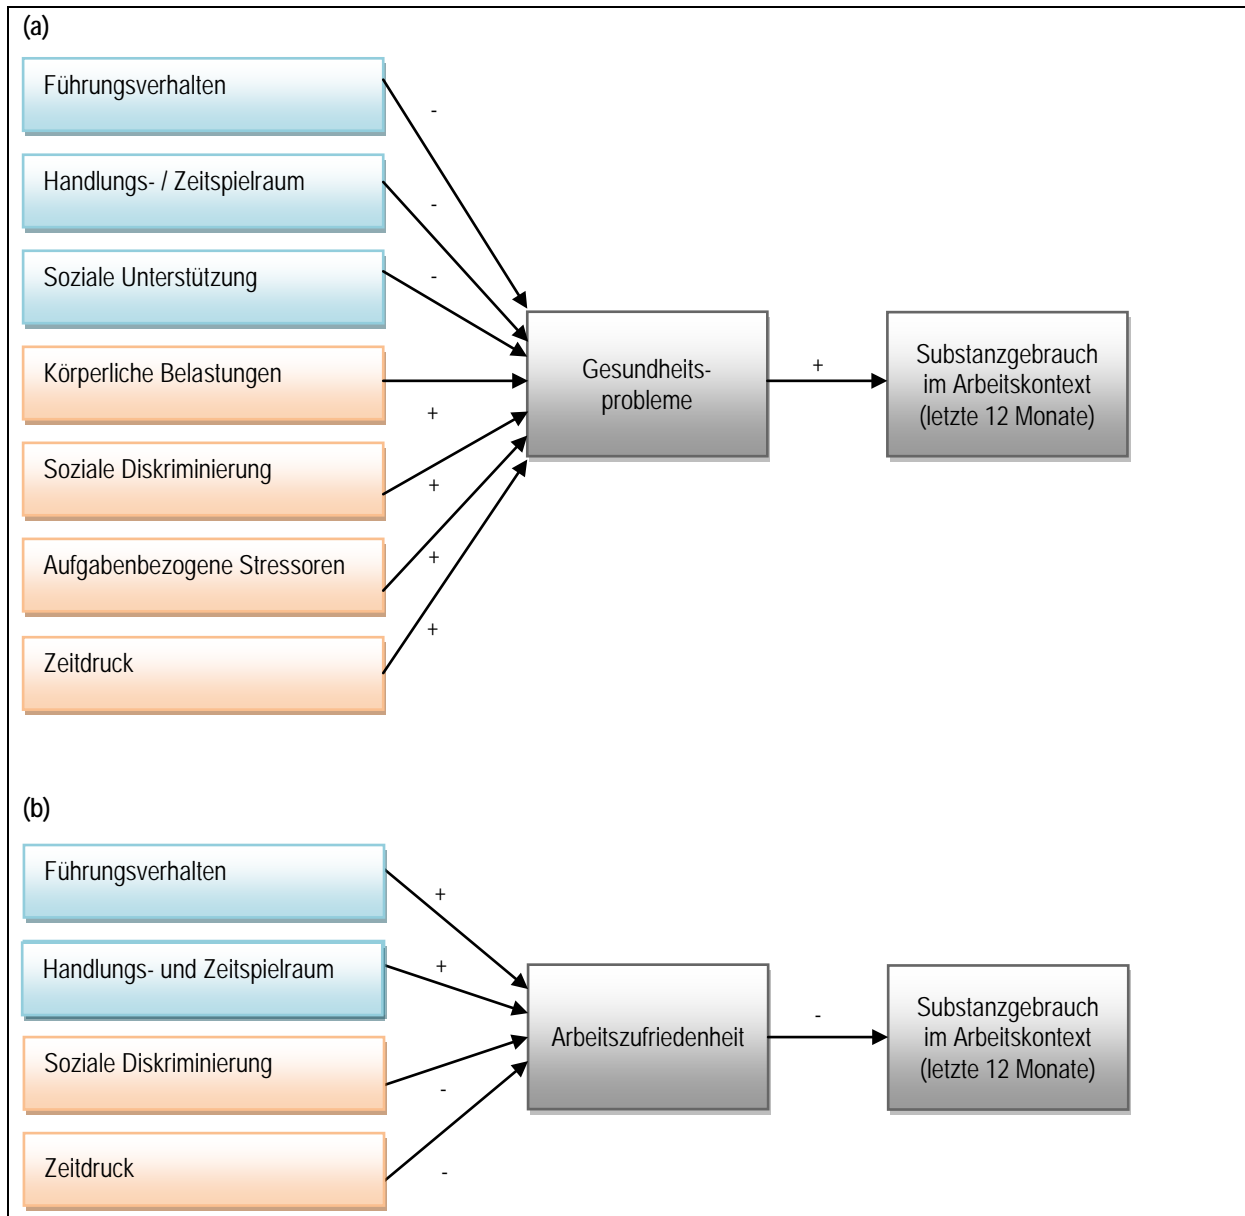 (a)
Führungsverhalten
-
Handlungs- / Zeitspielraum
-
Soziale Unterstützung
-
Körperliche Belastungen
+
Soziale Diskriminierung
+
Aufgabenbezogene Stressoren
+
Zeitdruck
+
Gesundheits-
probleme
+
Substanzgebrauch
im Arbeitskontext
(letzte 12 Monate)
(b)
Führungsverhalten
+
Handlungs- und Zeitspielraum
+
Soziale Diskriminierung
-
Zeitdruck
-
Arbeitszufriedenheit
-
Substanzgebrauch
im Arbeitskontext
(letzte 12 Monate)